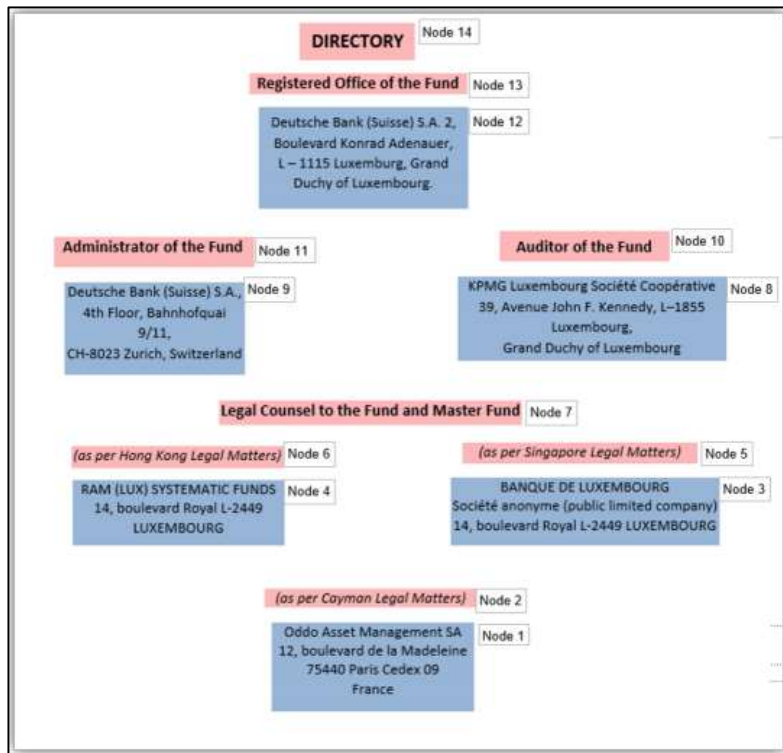 DIRECTORY
Node 14
Registered Office of the Fund
Node 13
Deutsche Bank (Suisse) S.A. 2,
Boulevard Konrad Adenauer,
L – 1115 Luxemburg, Grand
Duchy of Luxembourg.
Node 12
Administrator of the Fund
Node 11
Auditor of the Fund
Node 10
Deutsche Bank (Suisse) S.A.,
4th Floor, Bahnhofquai
9/11,
CH-8023 Zurich, Switzerland
Node 9
KPMG Luxembourg Société Coopérative
39, Avenue John F. Kennedy, L–1855
Luxembourg,
Grand Duchy of Luxembourg
Node 8
Legal Counsel to the Fund and Master Fund
Node 7
(as per Hong Kong Legal Matters)
Node 6
(as per Singapore Legal Matters)
Node 5
RAM (LUX) SYSTEMATIC FUNDS
14, boulevard Royal L-2449
LUXEMBOURG
Node 4
BANQUE DE LUXEMBOURG
Société anonyme (public limited company)
14, boulevard Royal L-2449 LUXEMBOURG
Node 3
(as per Cayman Legal Matters)
Node 2
Oddo Asset Management SA
12, boulevard de la Madeleine
75440 Paris Cedex 09
France
Node 1